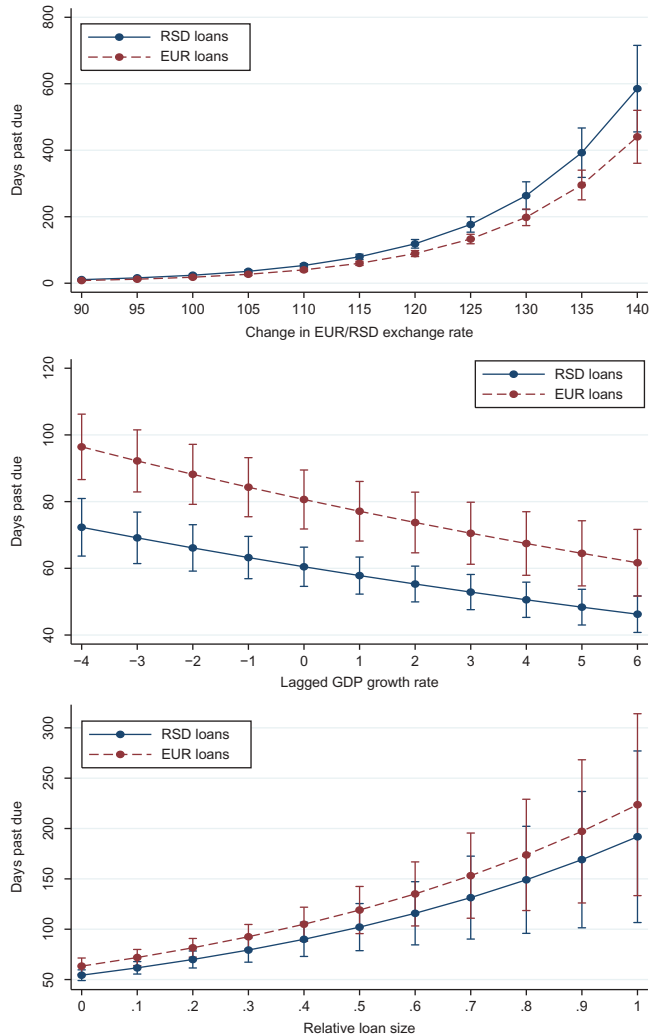 800
RSD loans
EUR loans
600
Days past due
400
200
0
90 95 100 105 110 115 120 125 130 135 140
Change in EUR/RSD exchange rate
120
RSD loans
EUR loans
100
Days past due
80
60
40
−4 −3 −2 −1 0 1 2 3 4 5 6
Lagged GDP growth rate
300
RSD loans
EUR loans
250
Days past due
200
150
100
50
0 .1 .2 .3 .4 .5 .6 .7 .8 .9 1
Relative loan size